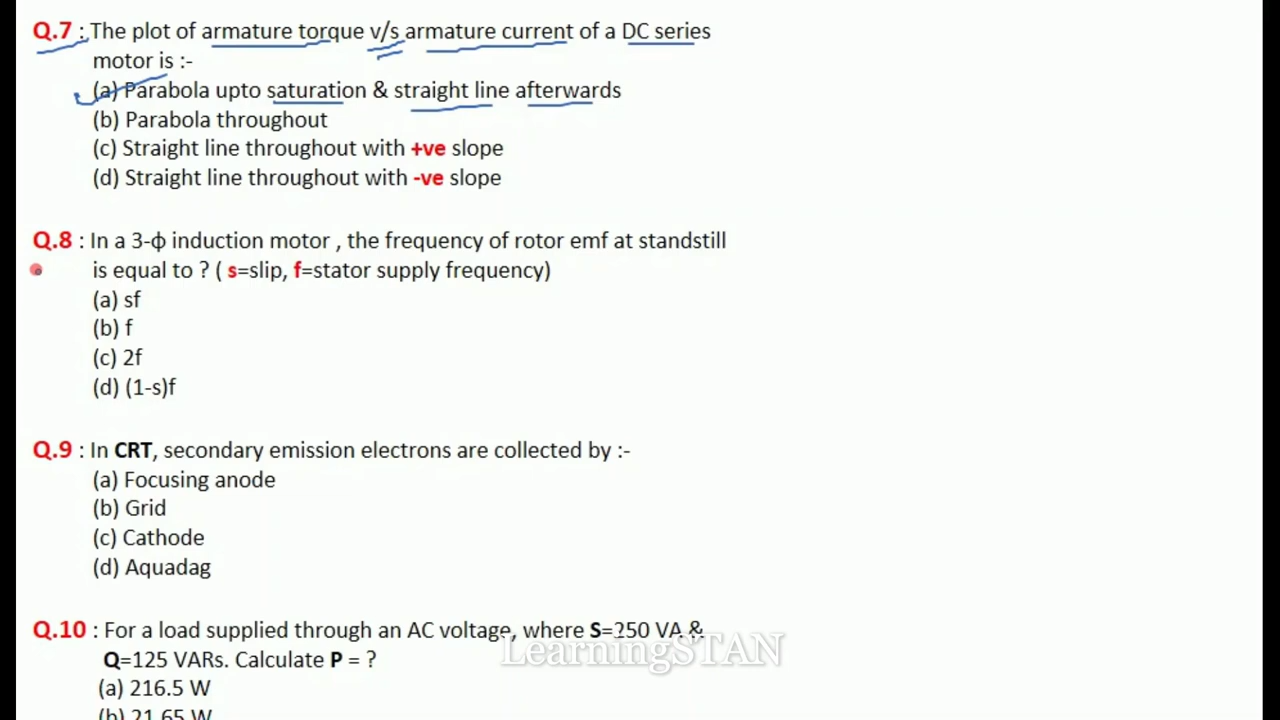 Q.7 : The plot of armature torque v/s armature current of a DC series
motor is :-
(a) Parabola upto saturation & straight line afterwards
(b) Parabola throughout
(c) Straight line throughout with +ve slope
(d) Straight line throughout with -ve slope
Q.8 : In a 3-ϕ induction motor , the frequency of rotor emf at standstill
is equal to ? ( s=slip, f=stator supply frequency)
(a) sf
(b) f
(c) 2f
(d) (1-s)f
Q.9 : In CRT, secondary emission electrons are collected by :-
(a) Focusing anode
(b) Grid
(c) Cathode
(d) Aquadag
Q.10 : For a load supplied through an AC voltage, where S=250 VA &
Q=125 VARs. Calculate P = ?
LearningSTAN
(a) 216.5 W
(b) 21.65 W